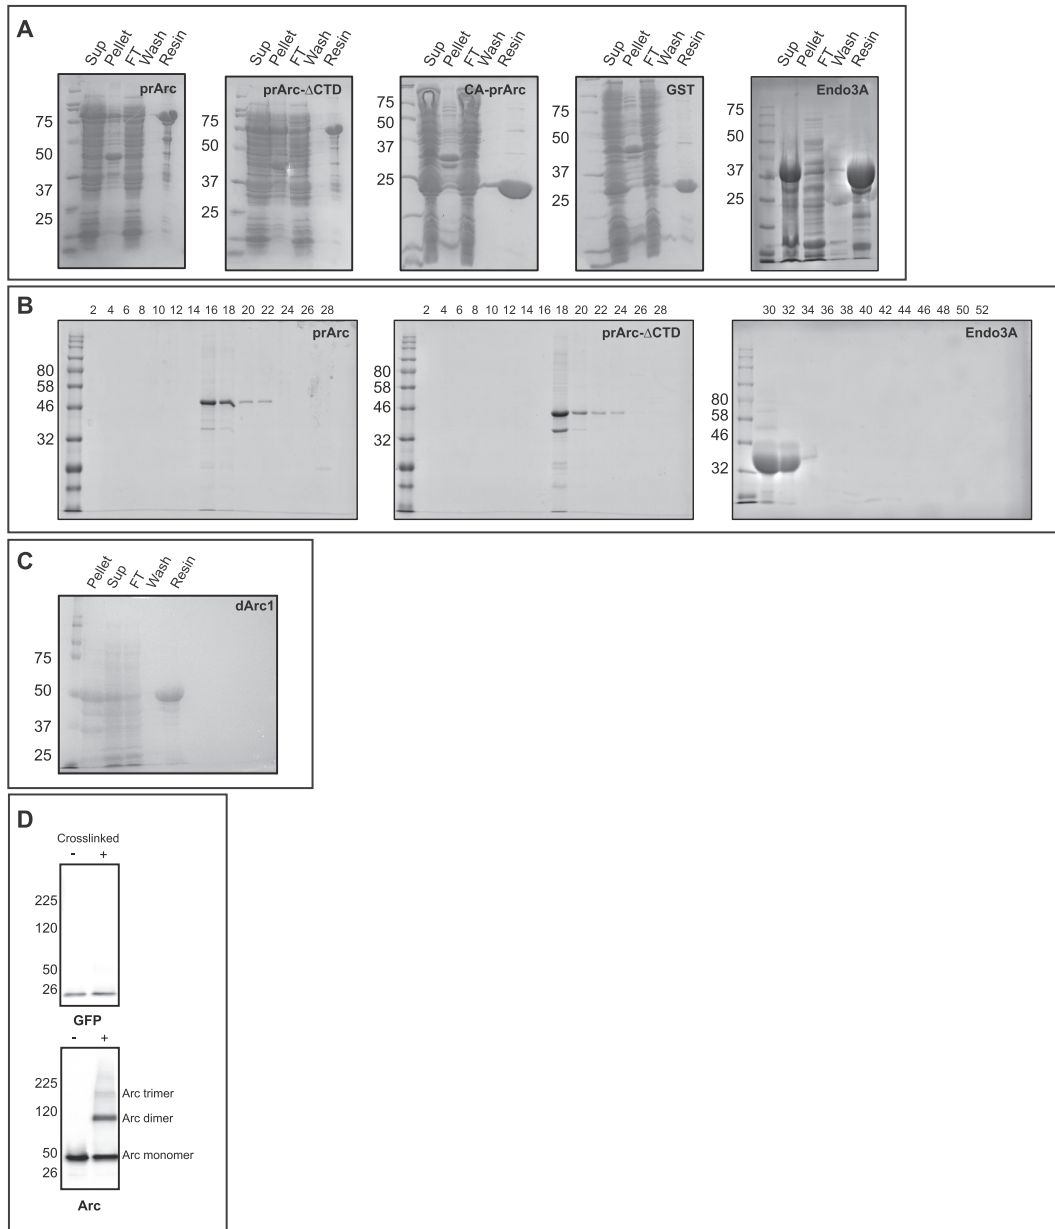 A
Sup Pellet FT Wash Resin
prArc
75
50
37
25
Sup Pellet FT Wash Resin
prArc-ΔCTD
75
50
37
25
Sup Pellet FT Wash Resin
CA-prArc
75
50
37
25
Sup Pellet FT Wash Resin
GST
75
50
37
25
Sup Pellet FT Wash Resin
Endo3A
75
50
37
25
B
2 4 6 8 10 12 14 16 18 20 22 24 26 28
prArc
80
58
46
32
2 4 6 8 10 12 14 16 18 20 22 24 26 28
prArc-ΔCTD
80
58
46
32
30 32 34 36 38 40 42 44 46 48 50 52
Endo3A
80
58
46
32
C
Pellet Sup FT Wash Resin
dArc1
75
50
37
25
D
Crosslinked
- +
225
120
50
26
GFP
- +
225
Arc trimer
120
Arc dimer
50
Arc monomer
26
Arc